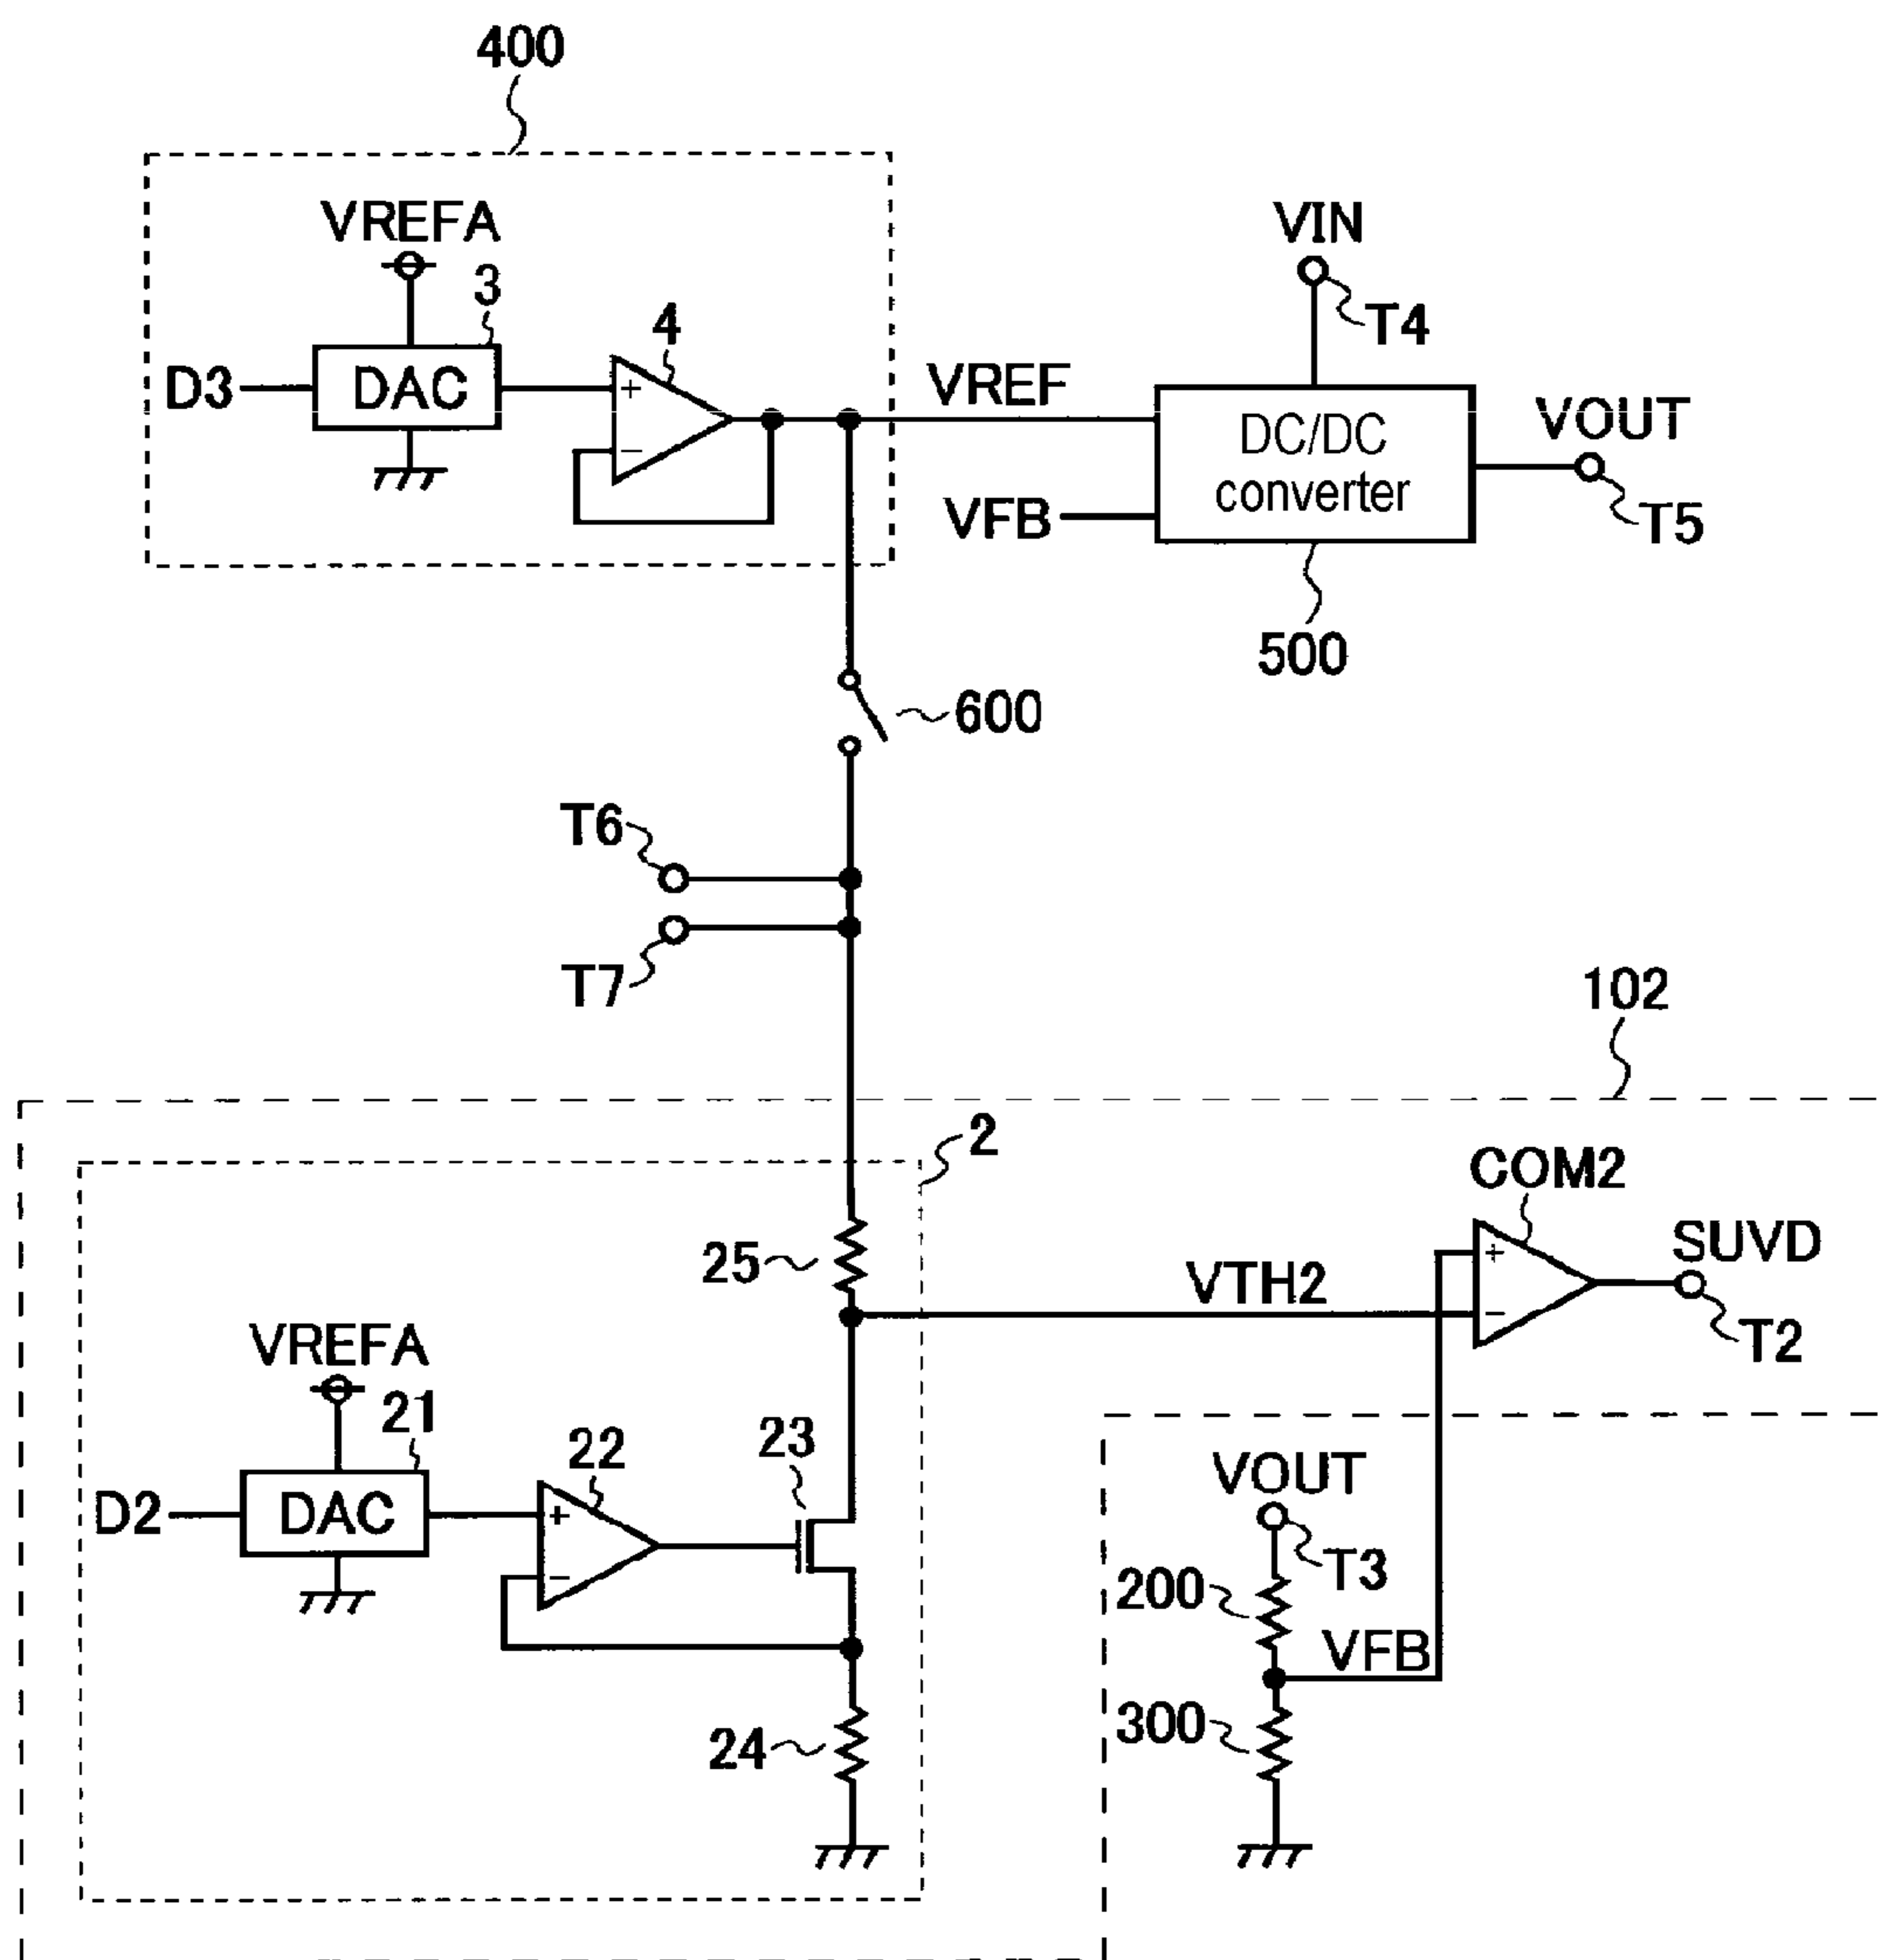 400
VREFA
3
4
D3
DAC
+
−
VREF
VFB
VIN
T4
DC/DC
converter
VOUT
T5
500
600
T6
T7
102
2
25
VTH2
COM2
+
−
SUVD
T2
VREFA
21
D2
DAC
22
+
−
23
24
VOUT
T3
200
VFB
300